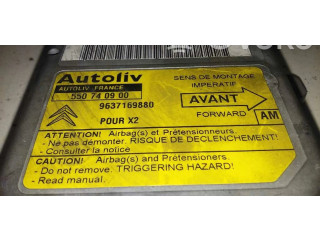 Autoliv
AUTOLIV FRANCE
550 74 09 00
9637169880
POUR X2
SENS DE MONTAGE
IMPERATIF
AVANT
FORWARD
AM
ATTENTION! Airbag(s) et Prétensionneurs.
- Ne pas démonter. RISQUE DE DECLENCHEMENT!
- Consulter la notice
CAUTION! Airbag(s) and Pretensioners.
- Do not remove. TRIGGERING HAZARD!
- Read manual.